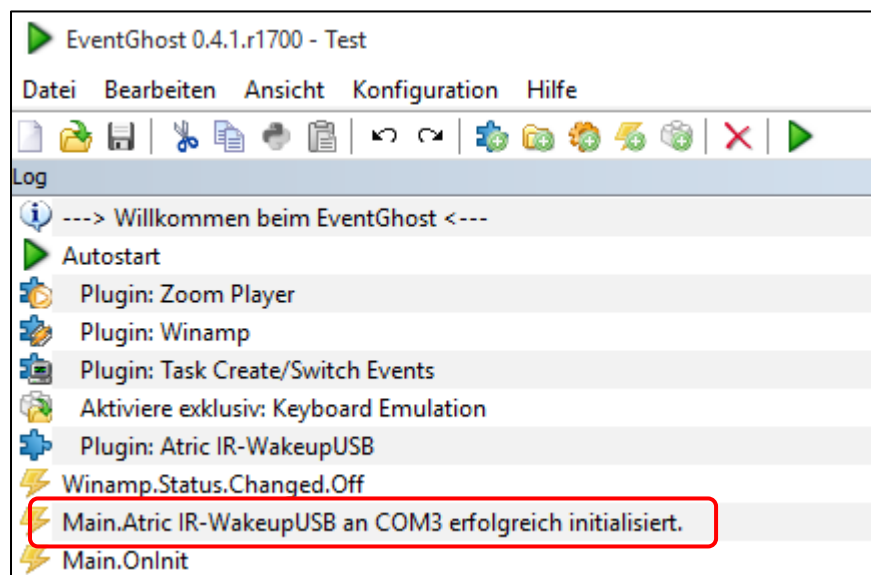 EventGhost 0.4.1.r1700 - Test
Datei Bearbeiten Ansicht Konfiguration Hilfe
Log
---> Willkommen beim EventGhost <---
Autostart
Plugin: Zoom Player
Plugin: Winamp
Plugin: Task Create/Switch Events
Aktiviere exklusiv: Keyboard Emulation
Plugin: Atric IR-WakeupUSB
Winamp.Status.Changed.Off
Main.Atric IR-WakeupUSB an COM3 erfolgreich initialisiert.
Main.OnInit